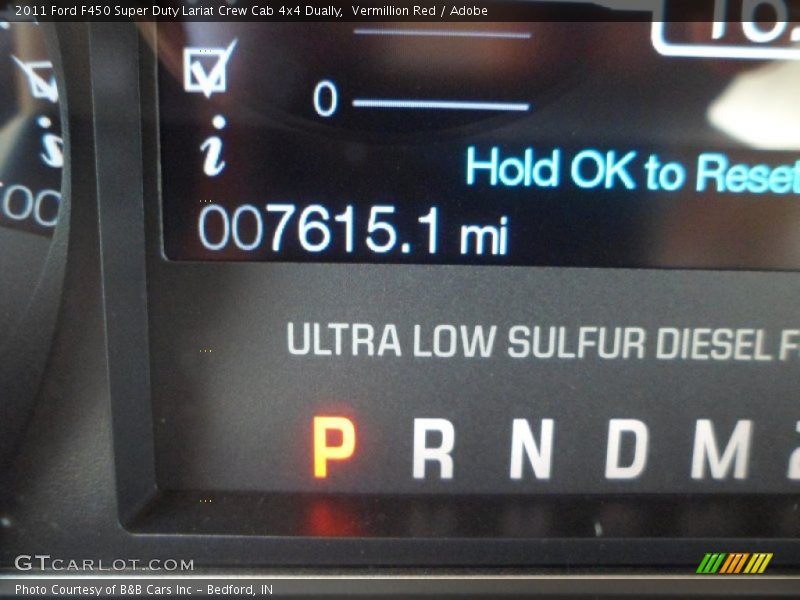 2011 Ford F450 Super Duty Lariat Crew Cab 4x4 Dually, Vermillion Red / Adobe
0
i
Hold OK to Reset
007615.1 mi
ULTRA LOW SULFUR DIESEL
P R N D M
GTCARLOT.COM
Photo Courtesy of B&B Cars Inc - Bedford, IN